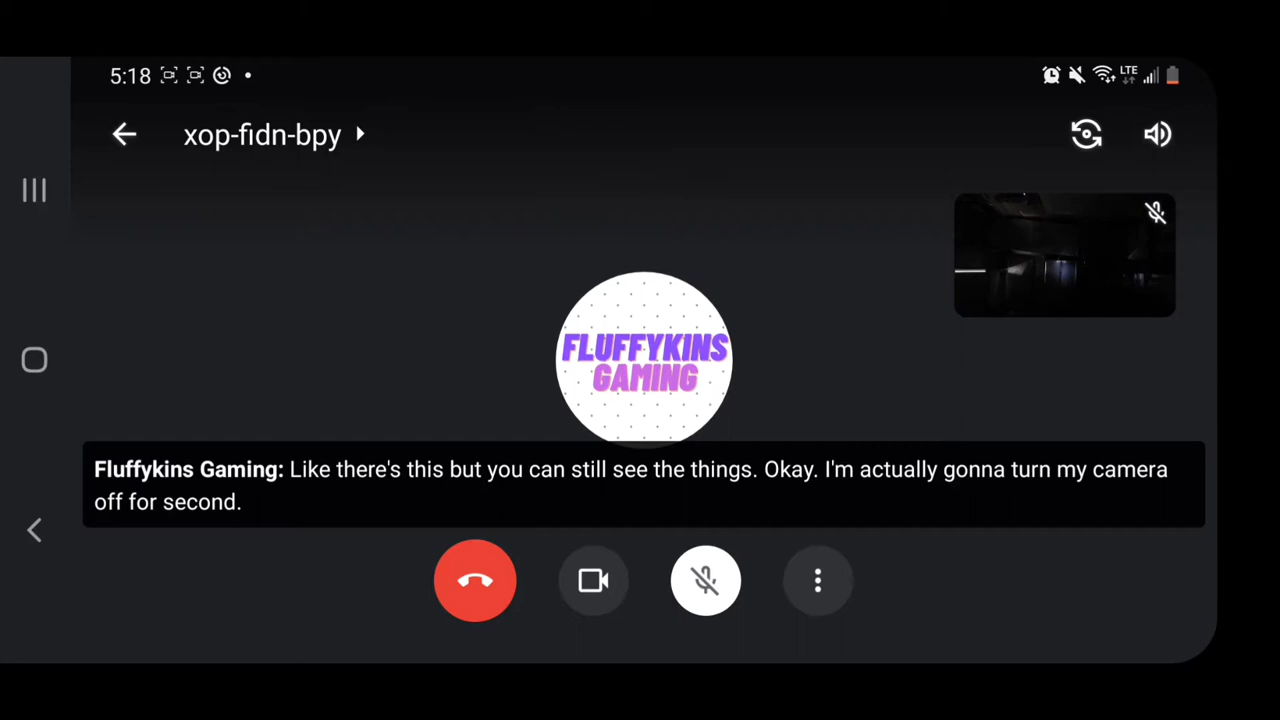 5:18
LTE
xop-fidn-bpy
FLUFFYKINS
GAMING
Fluffykins Gaming: Like there's this but you can still see the things. Okay. I'm actually gonna turn my camera
off for second.